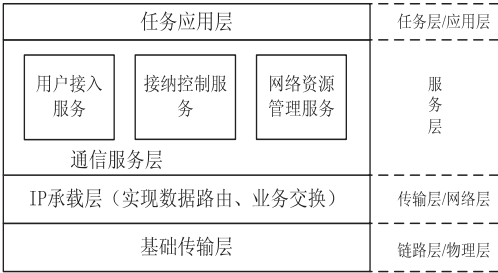 任务应用层
任务层/应用层
用户接入
服务
接纳控制服
务
网络资源
管理服务
服
务
层
通信服务层
IP承载层（实现数据路由、业务交换）
传输层/网络层
基础传输层
链路层/物理层